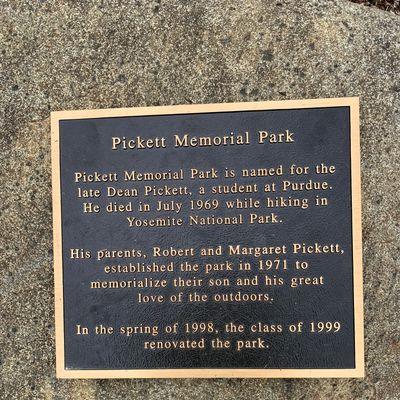 Pickett Memorial Park
Pickett Memorial Park is named for the
late Dean Pickett, a student at Purdue.
He died in July 1969 while hiking in
Yosemite National Park.
His parents, Robert and Margaret Pickett,
established the park in 1971 to
memorialize their son and his great
love of the outdoors.
In the spring of 1998, the class of 1999
renovated the park.